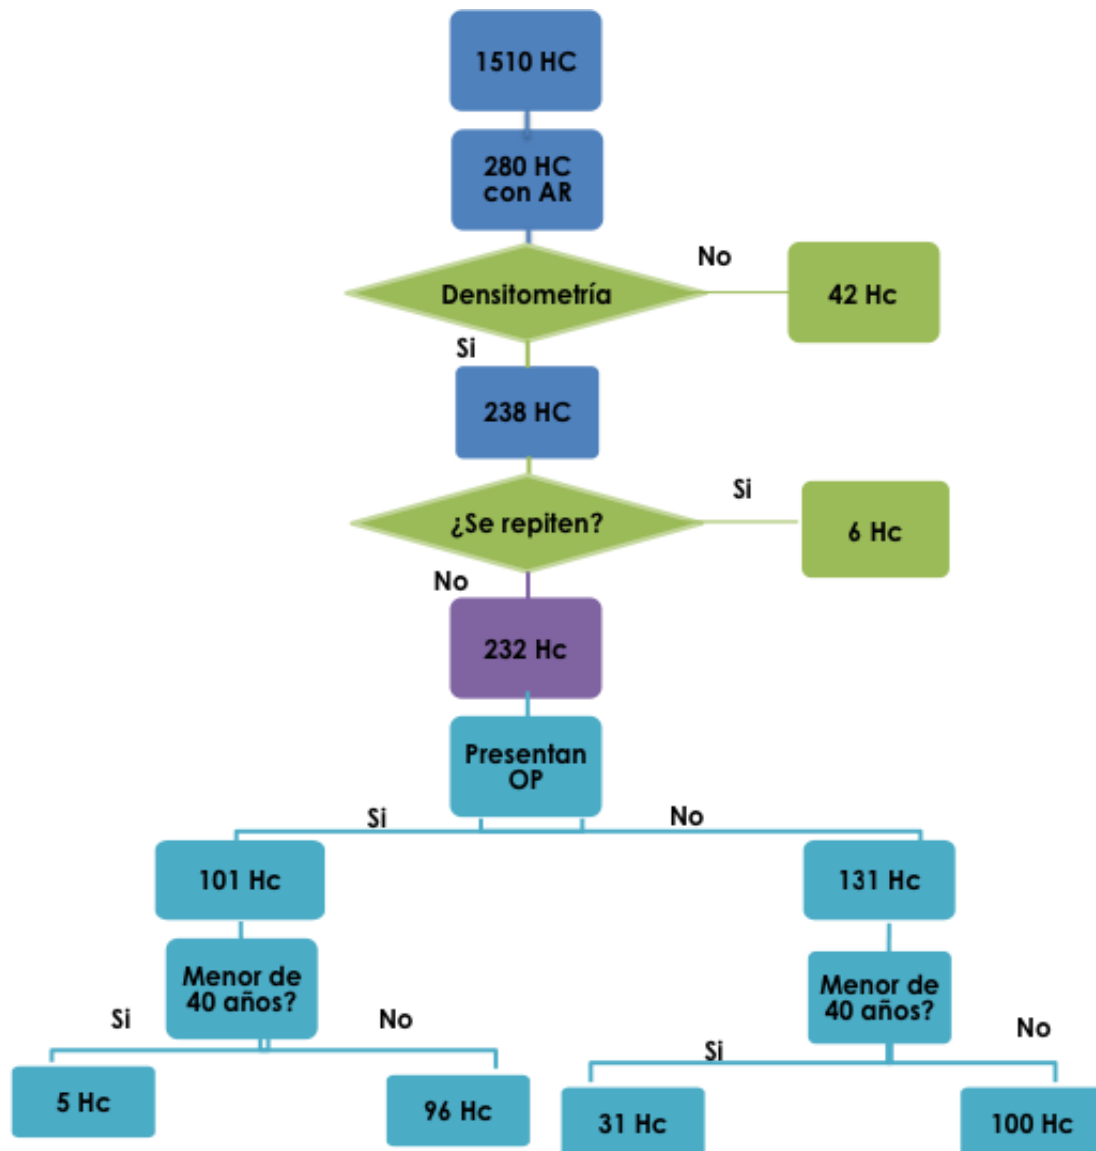 1510 HC
280 HC
con AR
No
Densitometría
42 Hc
Si
238 HC
Si
¿Se repiten?
6 Hc
No
232 Hc
Presentan
OP
Si
No
101 Hc
131 Hc
Menor de
40 años?
Menor de
40 años?
Si
No
Si
No
5 Hc
96 Hc
31 Hc
100 Hc